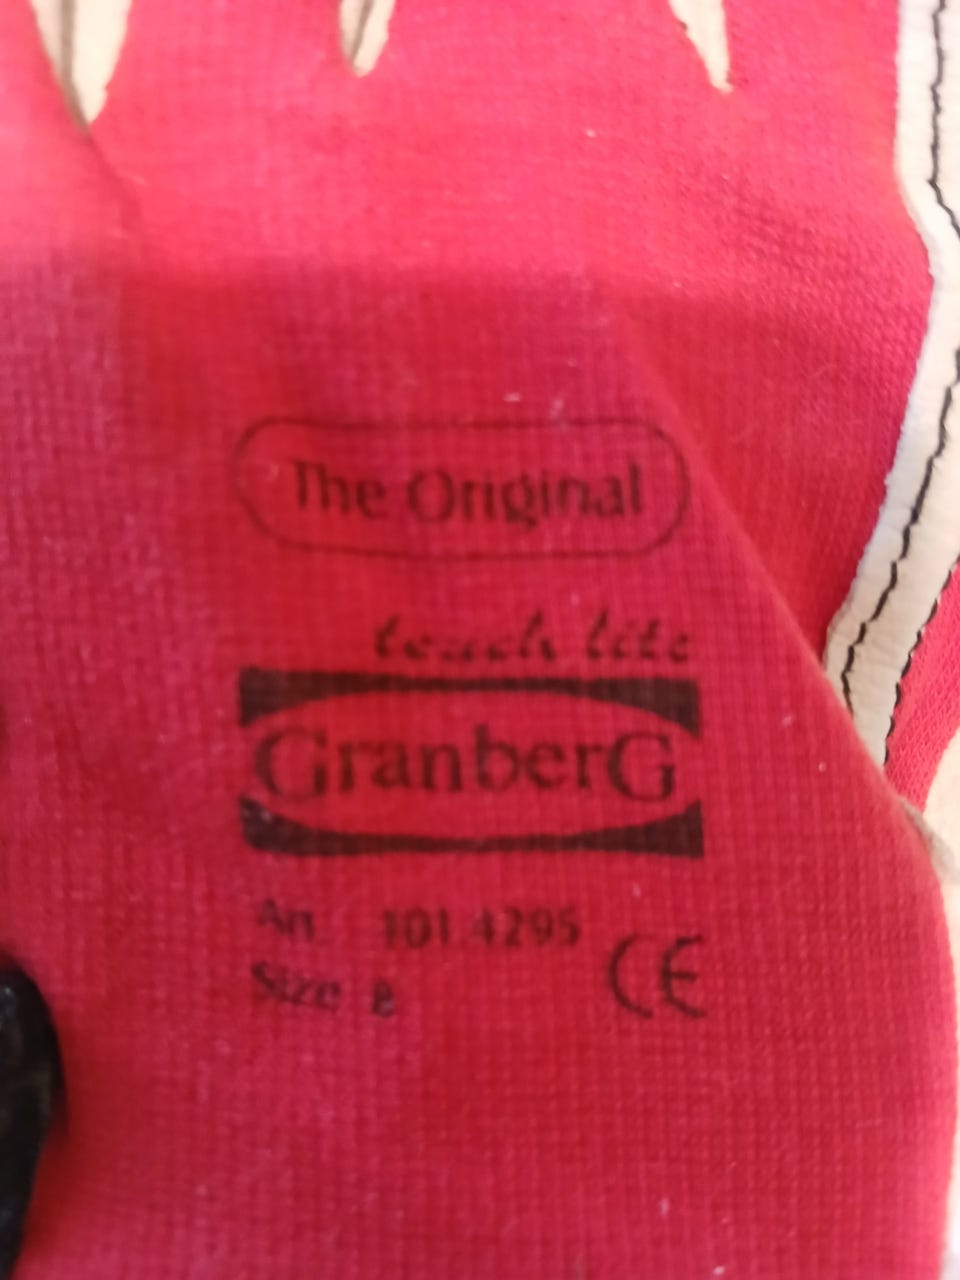 The Original
touch lite
GranberG
Art. 101.4295
Size 8
CE